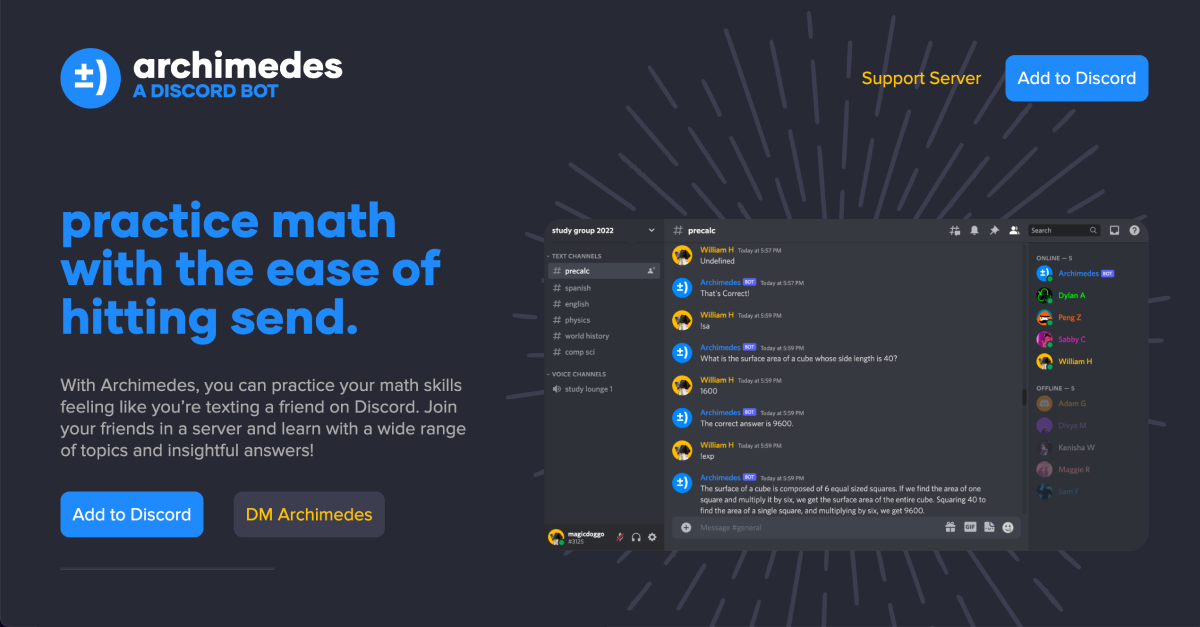 ±)
archimedes
A DISCORD BOT
Support Server
Add to Discord
practice math
with the ease of
hitting send.
With Archimedes, you can practice your math skills
feeling like you're texting a friend on Discord. Join
your friends in a server and learn with a wide range
of topics and insightful answers!
Add to Discord
DM Archimedes
study group 2022
TEXT CHANNELS
# precalc
# spanish
# english
# physics
# world history
# comp sci
VOICE CHANNELS
study lounge 1
magicdoggo
#3125
# precalc
Search
William H Today at 5:57 PM
Undefined
Archimedes BOT Today at 5:57 PM
That's Correct!
William H Today at 5:59 PM
!sa
Archimedes BOT Today at 5:59 PM
What is the surface area of a cube whose side length is 40?
William H Today at 5:59 PM
1600
Archimedes BOT Today at 5:59 PM
The correct answer is 9600.
William H Today at 5:59 PM
!exp
Archimedes BOT Today at 5:59 PM
The surface of a cube is composed of 6 equal sized squares. If we find the area of one
square and multiply it by six, we get the surface area of the entire cube. Squaring 40 to
find the area of a single square, and multiplying by six, we get 9600.
Message #general
GIF
ONLINE — 5
Archimedes BOT
Dylan A
Peng Z
Sabby C
William H
OFFLINE — 5
Adam G
Divya M
Kenisha W
Maggie R
Sam F